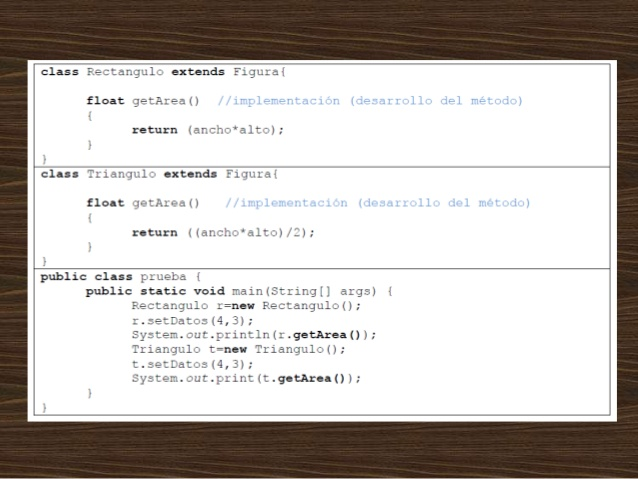 class Rectangulo extends Figura{
float getArea() //implementación (desarrollo del método)
{
return (ancho*alto);
}
}
class Triangulo extends Figura{
float getArea() //implementación (desarrollo del método)
{
return ((ancho*alto)/2);
}
}
public class prueba {
public static void main(String[] args) {
Rectangulo r=new Rectangulo();
r.setDatos(4,3);
System.out.println(r.getArea());
Triangulo t=new Triangulo();
t.setDatos(4,3);
System.out.print(t.getArea());
}
}